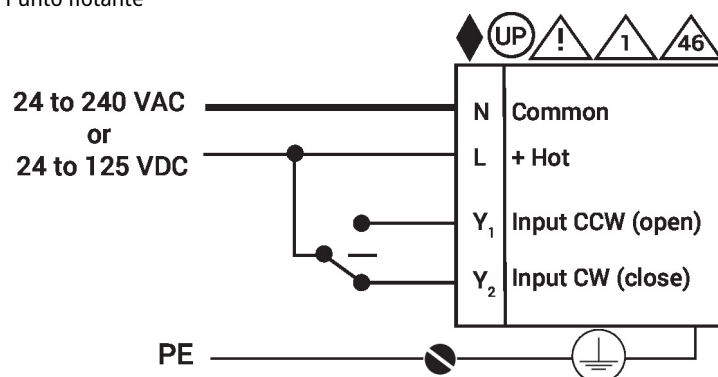 Punto flotante
UP ! 1 46
24 to 240 VAC
or
24 to 125 VDC
N Common
L + Hot
Y1 Input CCW (open)
Y2 Input CW (close)
PE